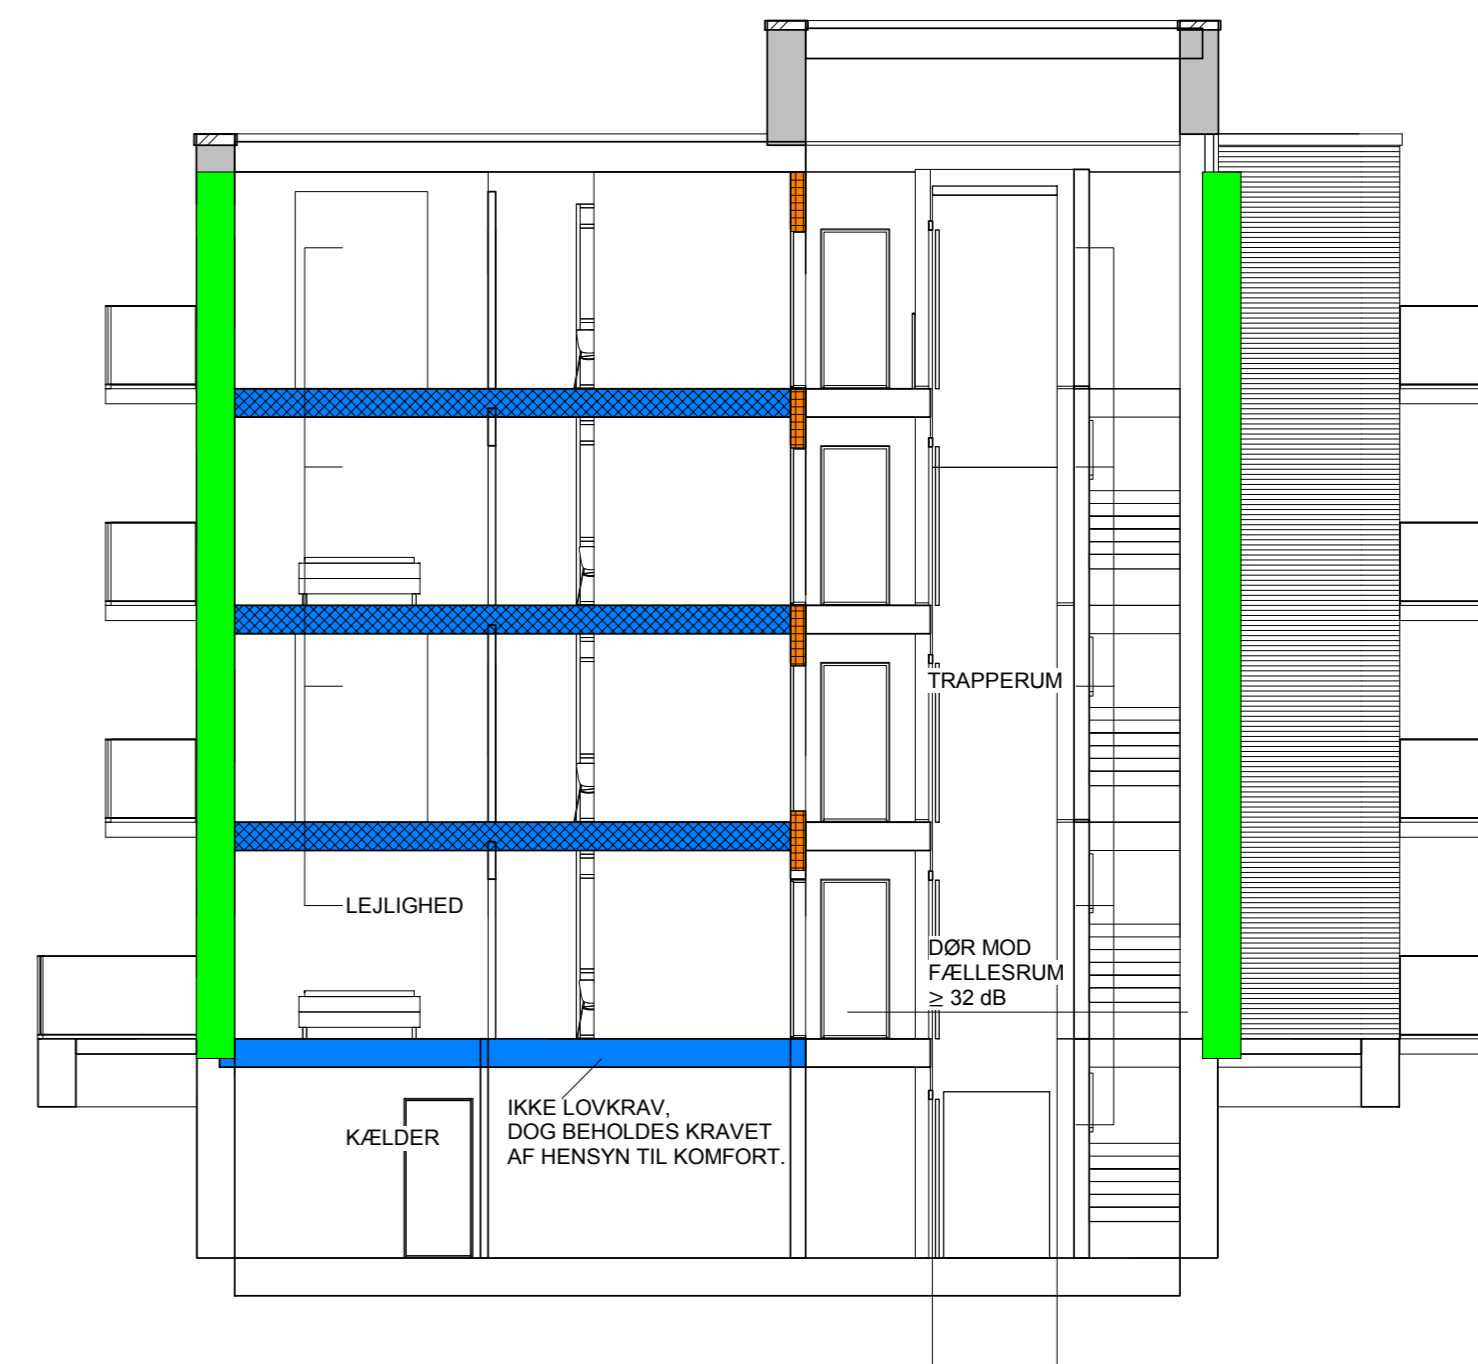 TRAPPERUM
LEJLIGHED
DØR MOD
FÆLLESRUM
≥ 32 dB
KÆLDER
IKKE LOVKRAV,
DOG BEHOLDES KRAVET
AF HENSYN TIL KOMFORT.